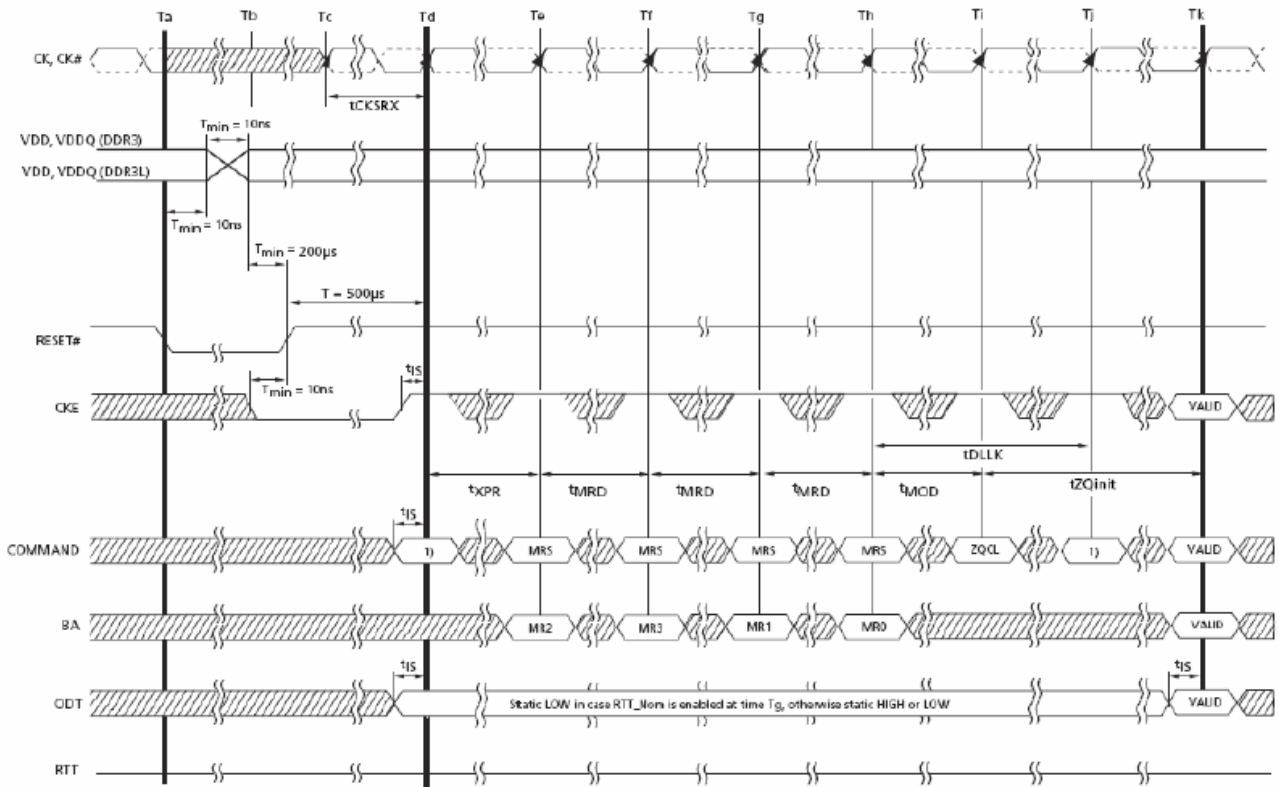 Ta Tb Tc Td Te Tf Tg Th Ti Tj Tk
CK, CK#
tCKSRX
Tmin = 10ns
VDD, VDDQ (DDR3)
VDD, VDDQ (DDR3L)
Tmin = 10ns
Tmin = 200µs
T = 500µs
RESET#
tIS
Tmin = 10ns
CKE
VALID
tDLLK
tXPR tMRD tMRD tMRD tMOD tZQinit
tIS
COMMAND 1) MRS MRS MRS MRS ZQCL 1) VALID
BA MR2 MR3 MR1 MR0 VALID
tIS tIS
ODT Static LOW in case RTT_Nom is enabled at time Tg, otherwise static HIGH or LOW VALID
RTT